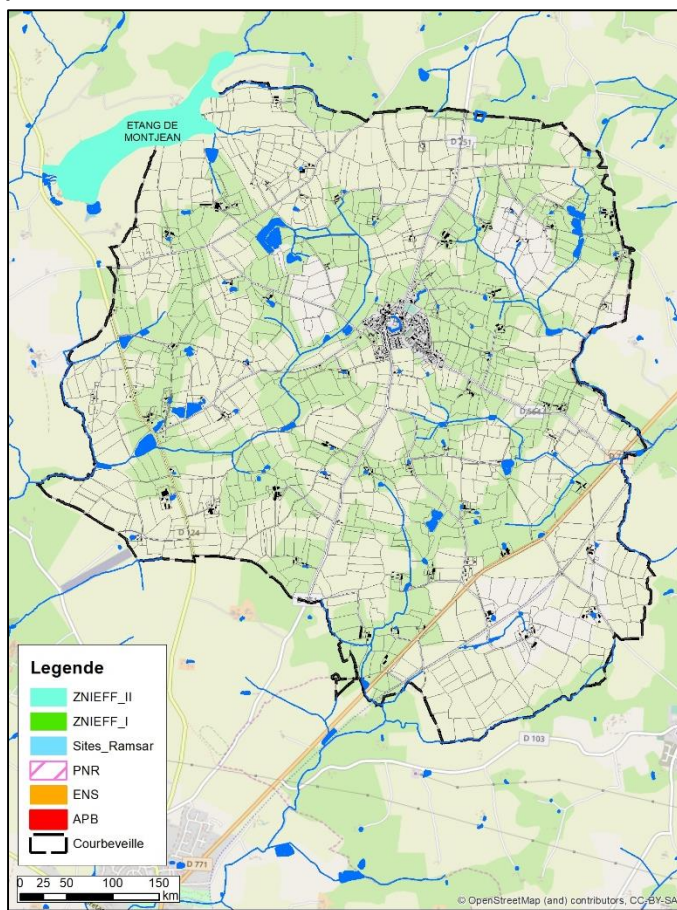 ETANG DE
MONTJEAN
D 251
D 771
D 103
Legende
ZNIEFF_II
ZNIEFF_I
Sites_Ramsar
PNR
ENS
APB
Courbeveille
0 25 50 100 150
km
© OpenStreetMap (and) contributors, CC-BY-SA